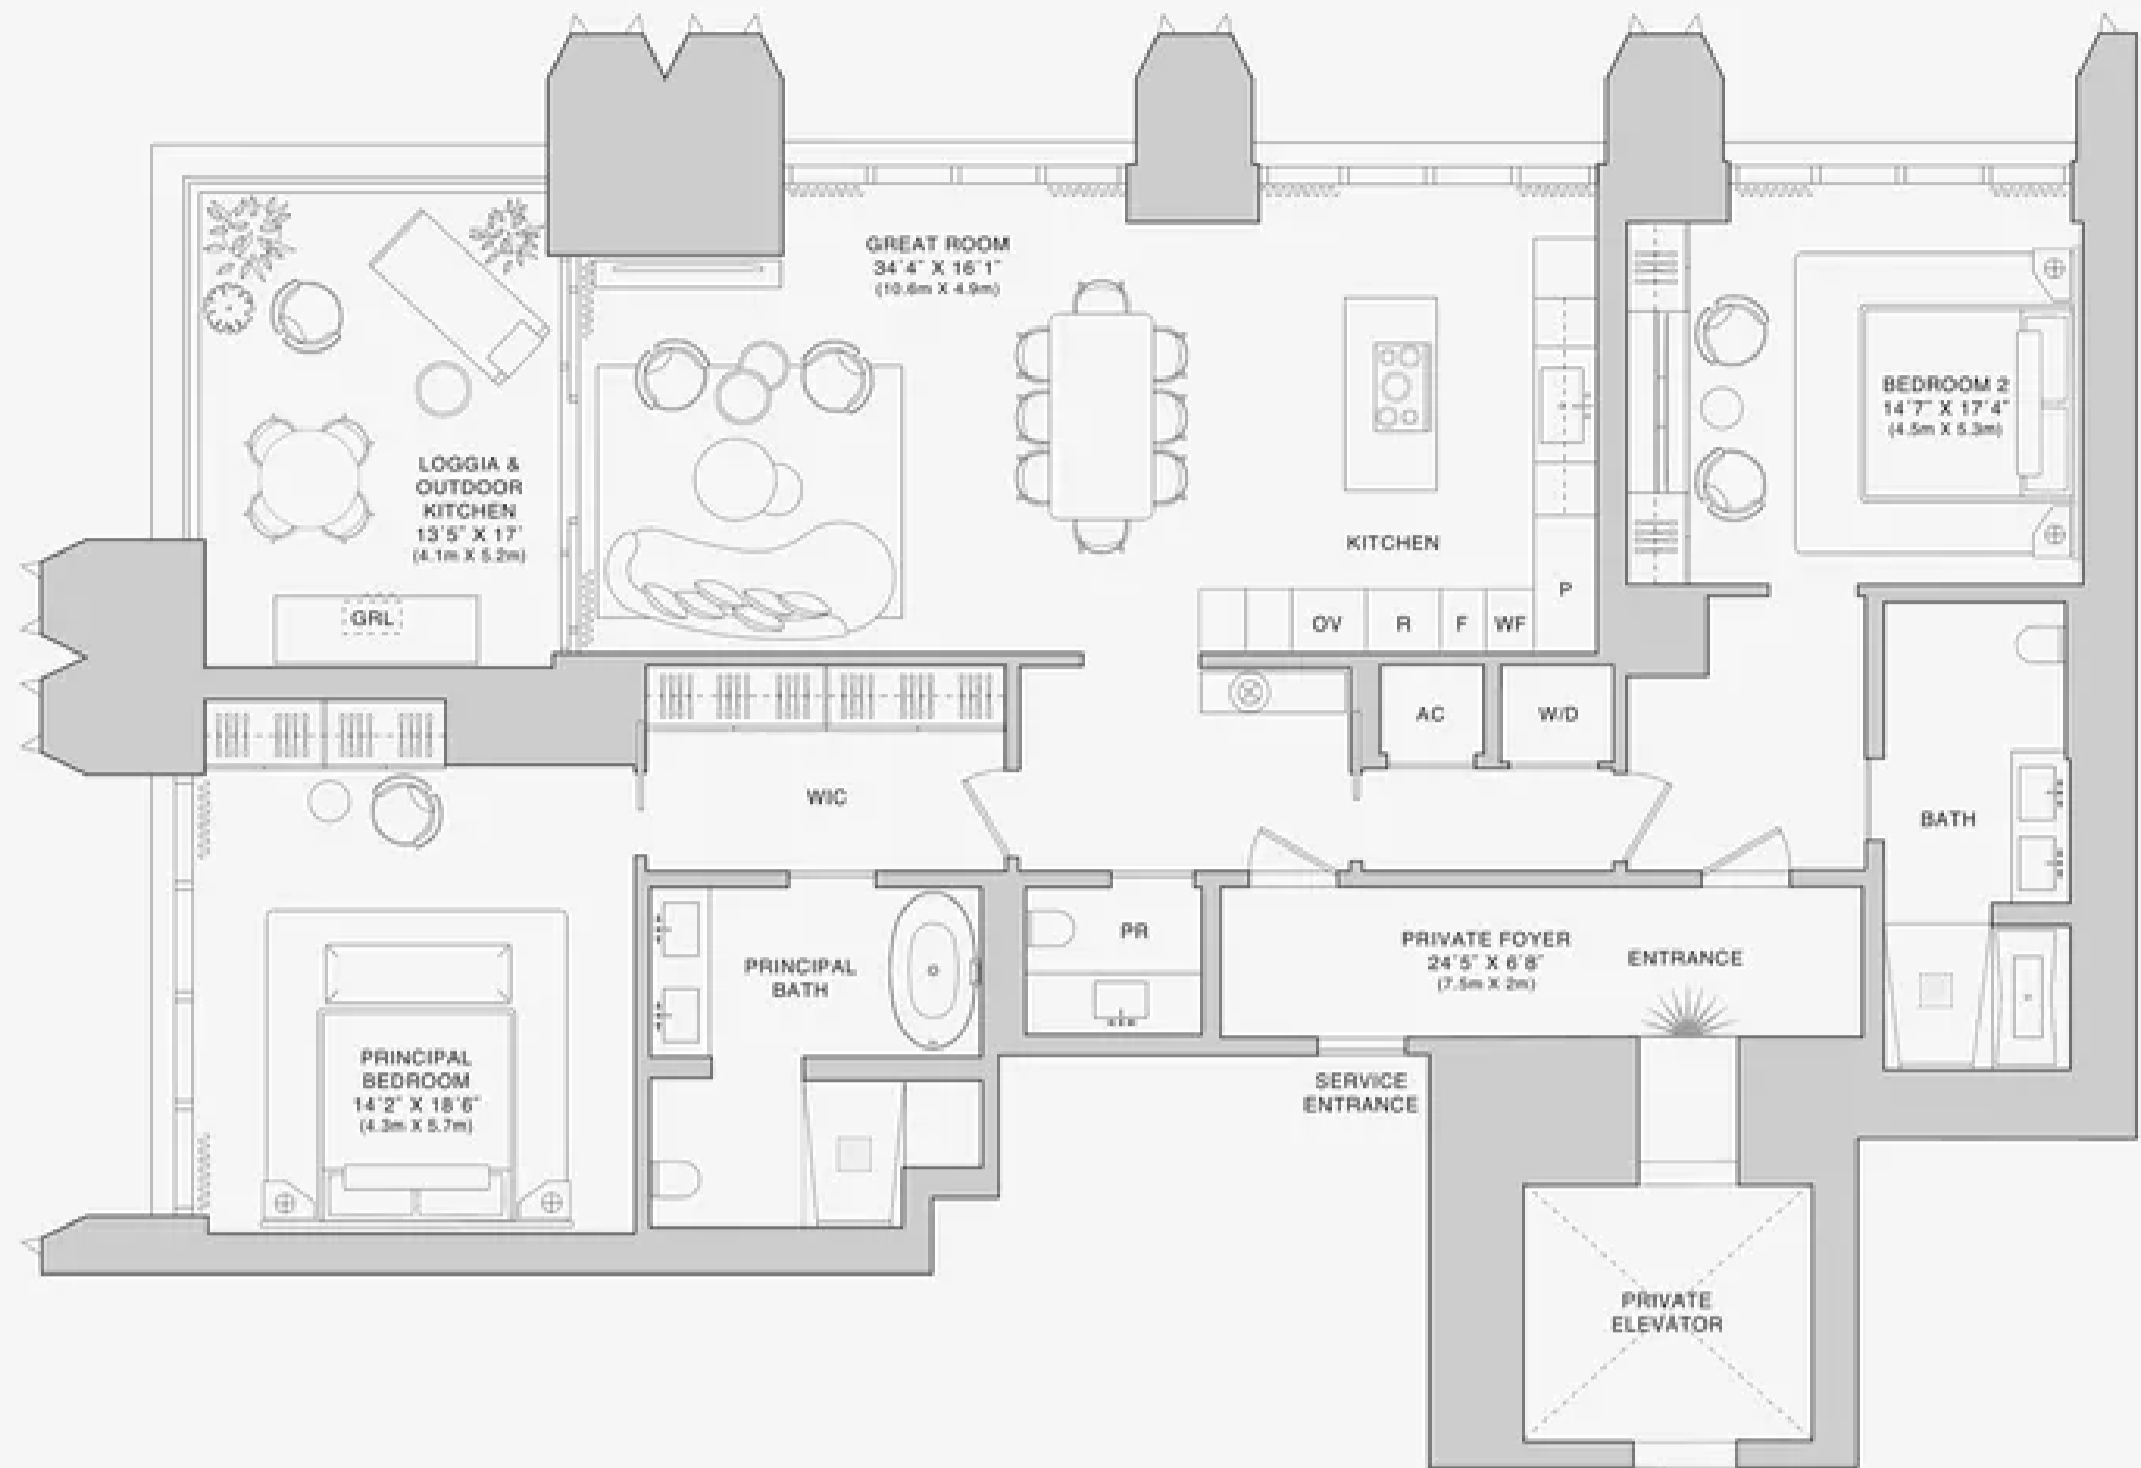 GREAT ROOM
34'4" X 16'1"
(10.6m X 4.9m)
BEDROOM 2
14'7" X 17'4"
(4.5m X 5.3m)
LOGGIA &
OUTDOOR
KITCHEN
13'5" X 17'
(4.1m X 5.2m)
KITCHEN
GRL
OV
R
F
WF
P
AC
W/D
WIC
BATH
PRINCIPAL
BATH
PR
PRIVATE FOYER
24'5" X 6'8"
(7.5m X 2m)
ENTRANCE
PRINCIPAL
BEDROOM
14'2" X 18'6"
(4.3m X 5.7m)
SERVICE
ENTRANCE
PRIVATE
ELEVATOR